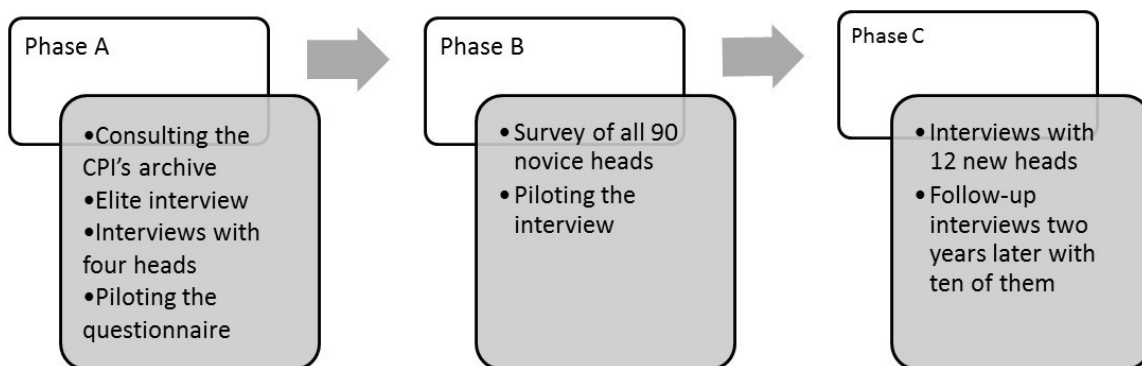 Phase A
•Consulting the
CPI's archive
•Elite interview
•Interviews with
four heads
•Piloting the
questionnaire
Phase B
• Survey of all 90
novice heads
• Piloting the
interview
Phase C
• Interviews with
12 new heads
• Follow-up
interviews two
years later with
ten of them